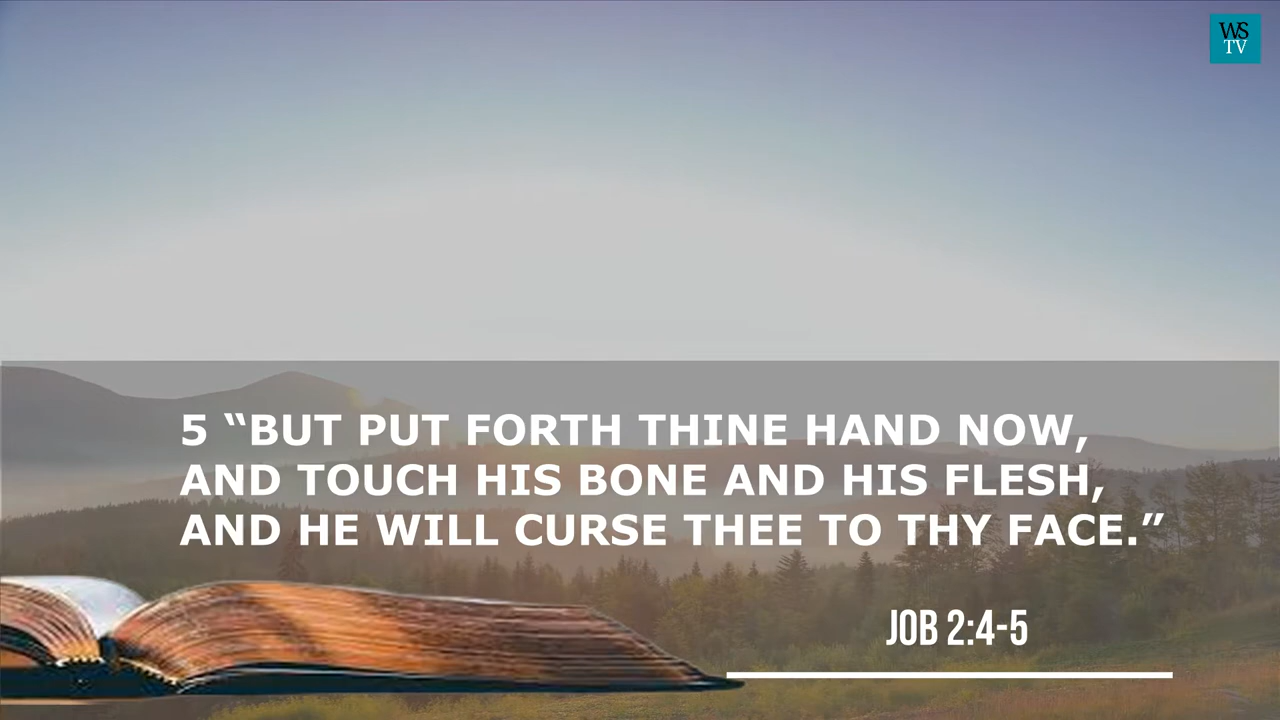 WS
TV
5 “BUT PUT FORTH THINE HAND NOW,
AND TOUCH HIS BONE AND HIS FLESH,
AND HE WILL CURSE THEE TO THY FACE.”
JOB 2:4-5